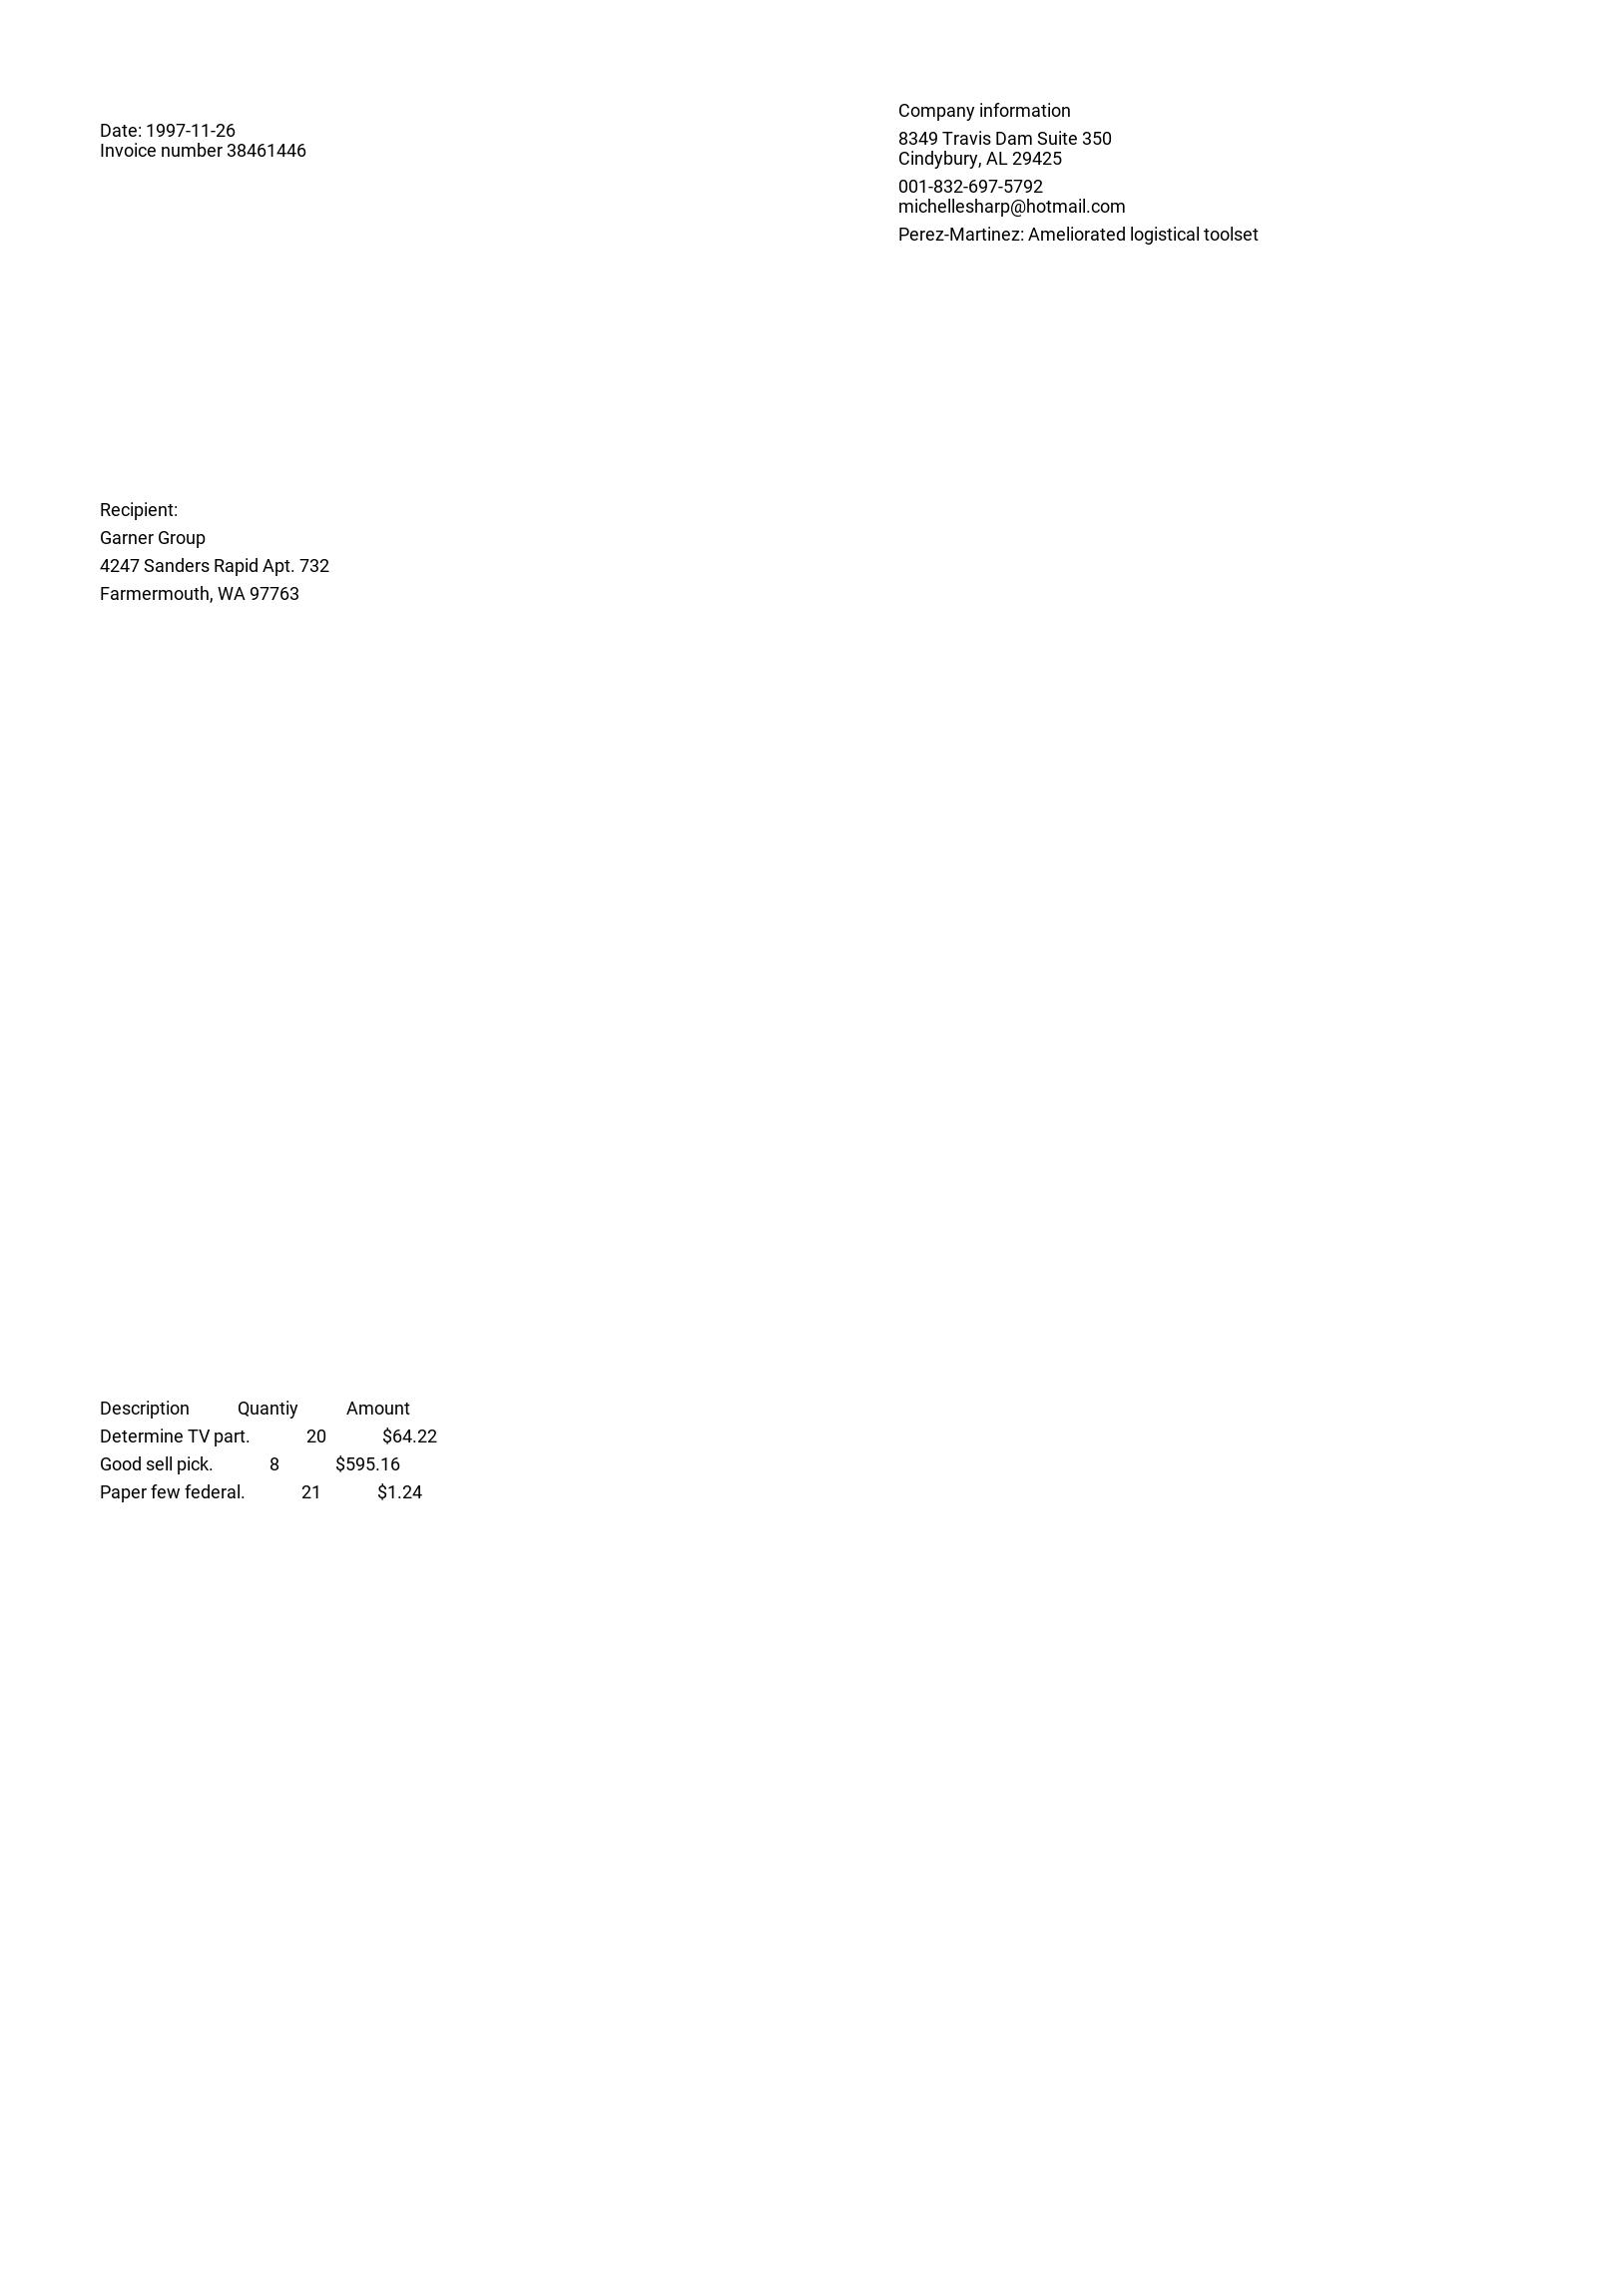 Date: 1997-11-26
Invoice number 38461446
Company information
8349 Travis Dam Suite 350
Cindybury, AL 29425
001-832-697-5792
michellesharp@hotmail.com
Perez-Martinez: Ameliorated logistical toolset
Recipient:
Garner Group
4247 Sanders Rapid Apt. 732
Farmermouth, WA 97763
Description Quantiy Amount
Determine TV part. 20 $64.22
Good sell pick. 8 $595.16
Paper few federal. 21 $1.24